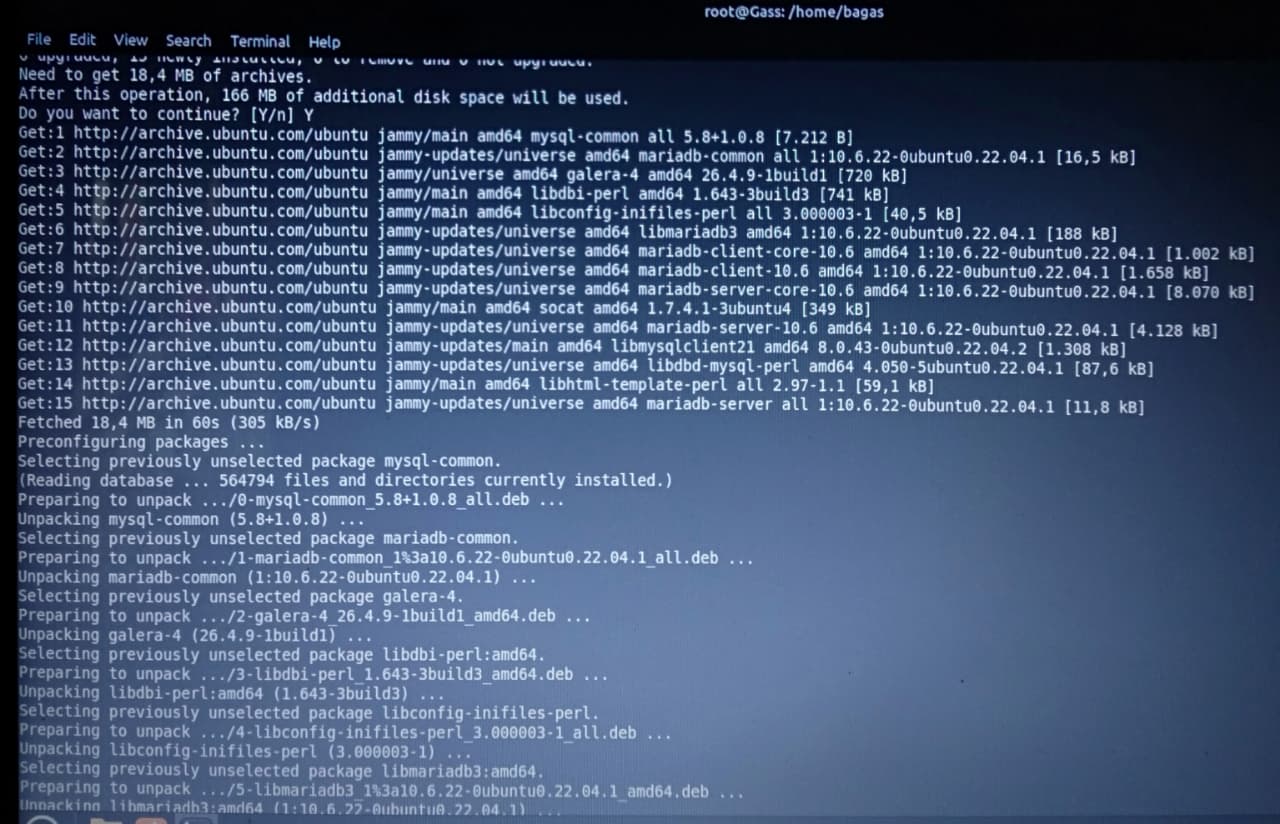 root@Gass: /home/bagas
File Edit View Search Terminal Help
0 upgraded, 15 newly installed, 0 to remove and 0 not upgraded.
Need to get 18,4 MB of archives.
After this operation, 166 MB of additional disk space will be used.
Do you want to continue? [Y/n] Y
Get:1 http://archive.ubuntu.com/ubuntu jammy/main amd64 mysql-common all 5.8+1.0.8 [7.212 B]
Get:2 http://archive.ubuntu.com/ubuntu jammy-updates/universe amd64 mariadb-common all 1:10.6.22-0ubuntu0.22.04.1 [16,5 kB]
Get:3 http://archive.ubuntu.com/ubuntu jammy/universe amd64 galera-4 amd64 26.4.9-1build1 [720 kB]
Get:4 http://archive.ubuntu.com/ubuntu jammy/main amd64 libdbi-perl amd64 1.643-3build3 [741 kB]
Get:5 http://archive.ubuntu.com/ubuntu jammy/main amd64 libconfig-inifiles-perl all 3.000003-1 [40,5 kB]
Get:6 http://archive.ubuntu.com/ubuntu jammy-updates/universe amd64 libmariadb3 amd64 1:10.6.22-0ubuntu0.22.04.1 [188 kB]
Get:7 http://archive.ubuntu.com/ubuntu jammy-updates/universe amd64 mariadb-client-core-10.6 amd64 1:10.6.22-0ubuntu0.22.04.1 [1.002 kB]
Get:8 http://archive.ubuntu.com/ubuntu jammy-updates/universe amd64 mariadb-client-10.6 amd64 1:10.6.22-0ubuntu0.22.04.1 [1.658 kB]
Get:9 http://archive.ubuntu.com/ubuntu jammy-updates/universe amd64 mariadb-server-core-10.6 amd64 1:10.6.22-0ubuntu0.22.04.1 [8.070 kB]
Get:10 http://archive.ubuntu.com/ubuntu jammy/main amd64 socat amd64 1.7.4.1-3ubuntu4 [349 kB]
Get:11 http://archive.ubuntu.com/ubuntu jammy-updates/universe amd64 mariadb-server-10.6 amd64 1:10.6.22-0ubuntu0.22.04.1 [4.128 kB]
Get:12 http://archive.ubuntu.com/ubuntu jammy-updates/main amd64 libmysqlclient21 amd64 8.0.43-0ubuntu0.22.04.2 [1.308 kB]
Get:13 http://archive.ubuntu.com/ubuntu jammy-updates/universe amd64 libdbd-mysql-perl amd64 4.050-5ubuntu0.22.04.1 [87,6 kB]
Get:14 http://archive.ubuntu.com/ubuntu jammy/main amd64 libhtml-template-perl all 2.97-1.1 [59,1 kB]
Get:15 http://archive.ubuntu.com/ubuntu jammy-updates/universe amd64 mariadb-server all 1:10.6.22-0ubuntu0.22.04.1 [11,8 kB]
Fetched 18,4 MB in 60s (305 kB/s)
Preconfiguring packages ...
Selecting previously unselected package mysql-common.
(Reading database ... 564794 files and directories currently installed.)
Preparing to unpack .../0-mysql-common_5.8+1.0.8_all.deb ...
Unpacking mysql-common (5.8+1.0.8) ...
Selecting previously unselected package mariadb-common.
Preparing to unpack .../1-mariadb-common_1%3a10.6.22-0ubuntu0.22.04.1_all.deb ...
Unpacking mariadb-common (1:10.6.22-0ubuntu0.22.04.1) ...
Selecting previously unselected package galera-4.
Preparing to unpack .../2-galera-4_26.4.9-1build1_amd64.deb ...
Unpacking galera-4 (26.4.9-1build1) ...
Selecting previously unselected package libdbi-perl:amd64.
Preparing to unpack .../3-libdbi-perl_1.643-3build3_amd64.deb ...
Unpacking libdbi-perl:amd64 (1.643-3build3) ...
Selecting previously unselected package libconfig-inifiles-perl.
Preparing to unpack .../4-libconfig-inifiles-perl_3.000003-1_all.deb ...
Unpacking libconfig-inifiles-perl (3.000003-1) ...
Selecting previously unselected package libmariadb3:amd64.
Preparing to unpack .../5-libmariadb3_1%3a10.6.22-0ubuntu0.22.04.1_amd64.deb ...
Unpacking libmariadb3:amd64 (1:10.6.22-0ubuntu0.22.04.1) ...